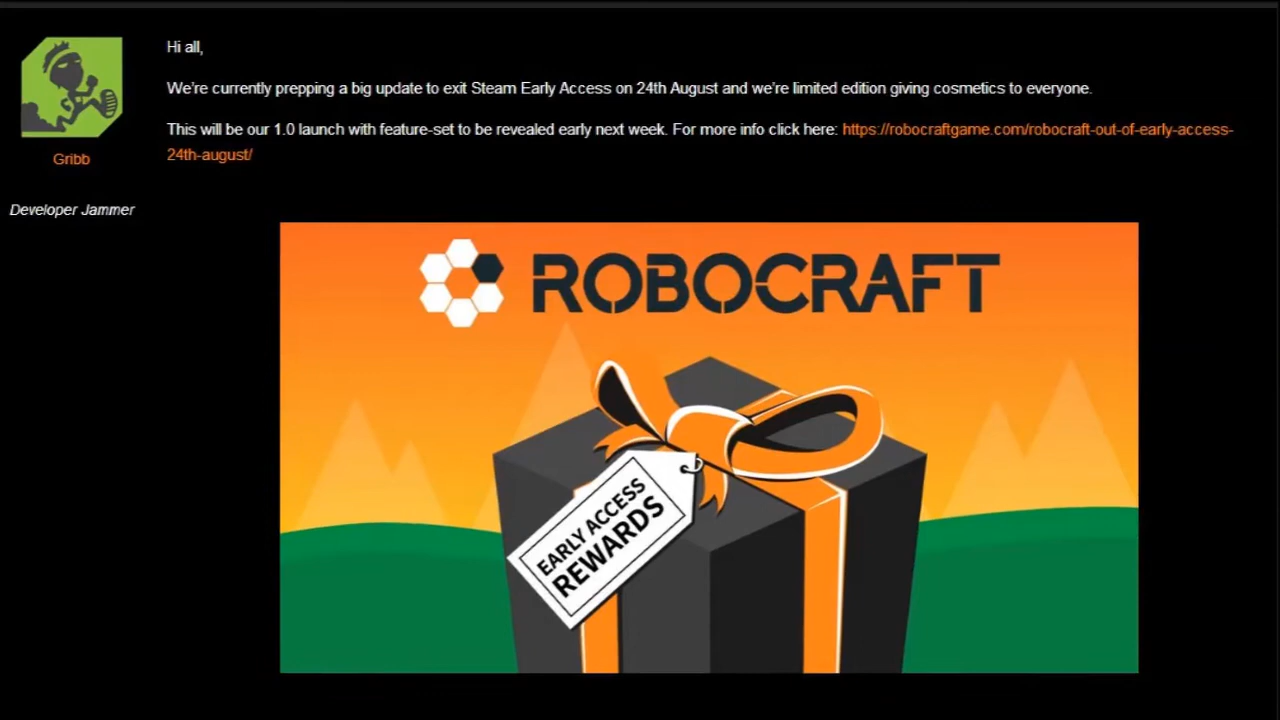 Hi all,
We're currently prepping a big update to exit Steam Early Access on 24th August and we're limited edition giving cosmetics to everyone.
This will be our 1.0 launch with feature-set to be revealed early next week. For more info click here: https://robocraftgame.com/robocraft-out-of-early-access-
24th-august/
Gribb
Developer Jammer
ROBOCRAFT
EARLY ACCESS
REWARDS